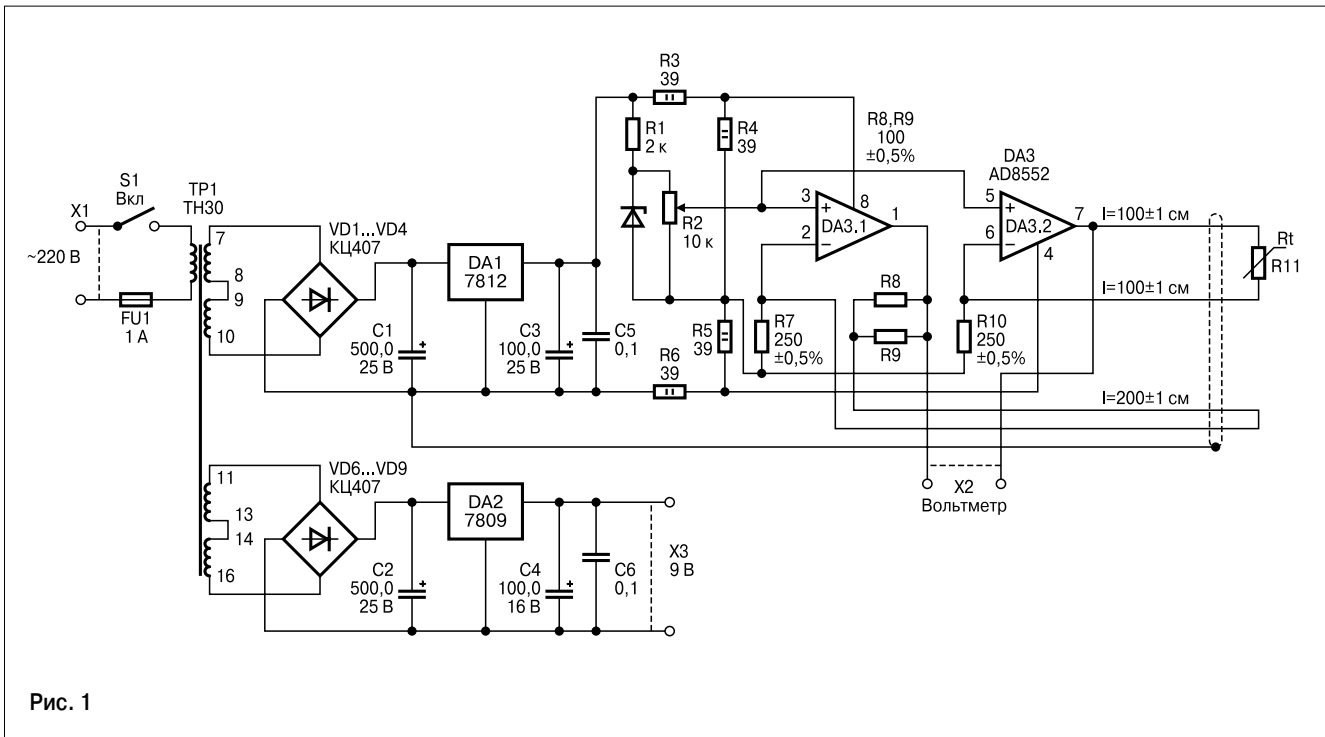 R3
39
R1
2 к
R4
39
R8,R9
100
±0,5%
DA3
AD8552
S1
Вкл
X1
TP1
ТН30
~220 В
FU1
1 А
7
8
9
10
VD1...VD4
КЦ407
DA1
7812
C1
500,0
25 В
+
C3
100,0
25 В
+
C5
0,1
R2
10 к
3
+
2
−
8
1
DA3.1
5
+
6
−
7
4
DA3.2
l=100±1 см
Rt
R11
l=100±1 см
R8
R9
R5
39
R6
39
R7
250
±0,5%
R10
250
±0,5%
l=200±1 см
X2
Вольтметр
11
13
14
16
VD6...VD9
КЦ407
DA2
7809
C2
500,0
25 В
+
C4
100,0
16 В
+
C6
0,1
X3
9 В
Рис. 1